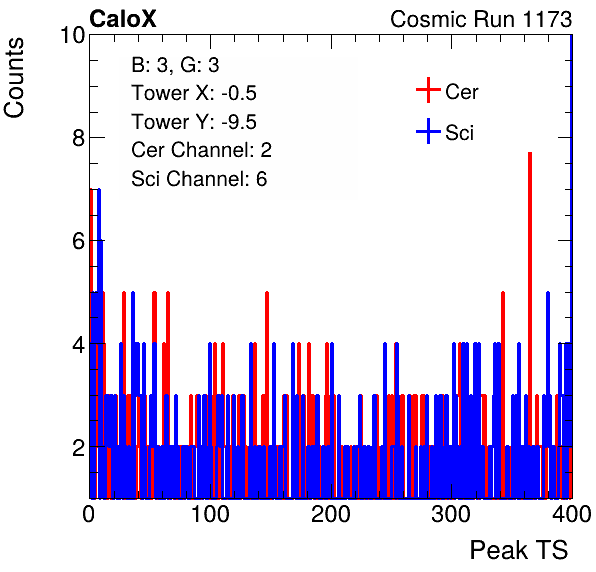 CaloX Cosmic Run 1173
Counts
10
8
6
4
2
B: 3, G: 3
Tower X: -0.5
Tower Y: -9.5
Cer Channel: 2
Sci Channel: 6
Cer
Sci
0 100 200 300 400
Peak TS